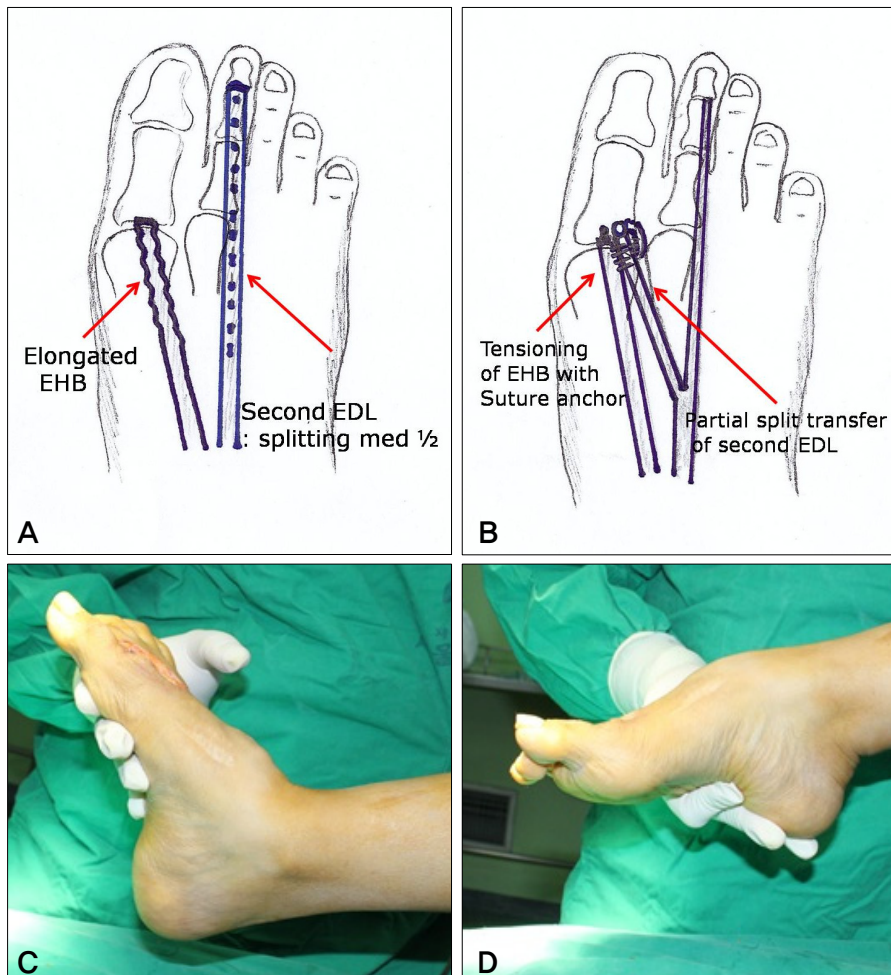 Elongated
EHB
Second EDL
: splitting med ½
A
Tensioning
of EHB with
Suture anchor
Partial split transfer
of second EDL
B
C
D